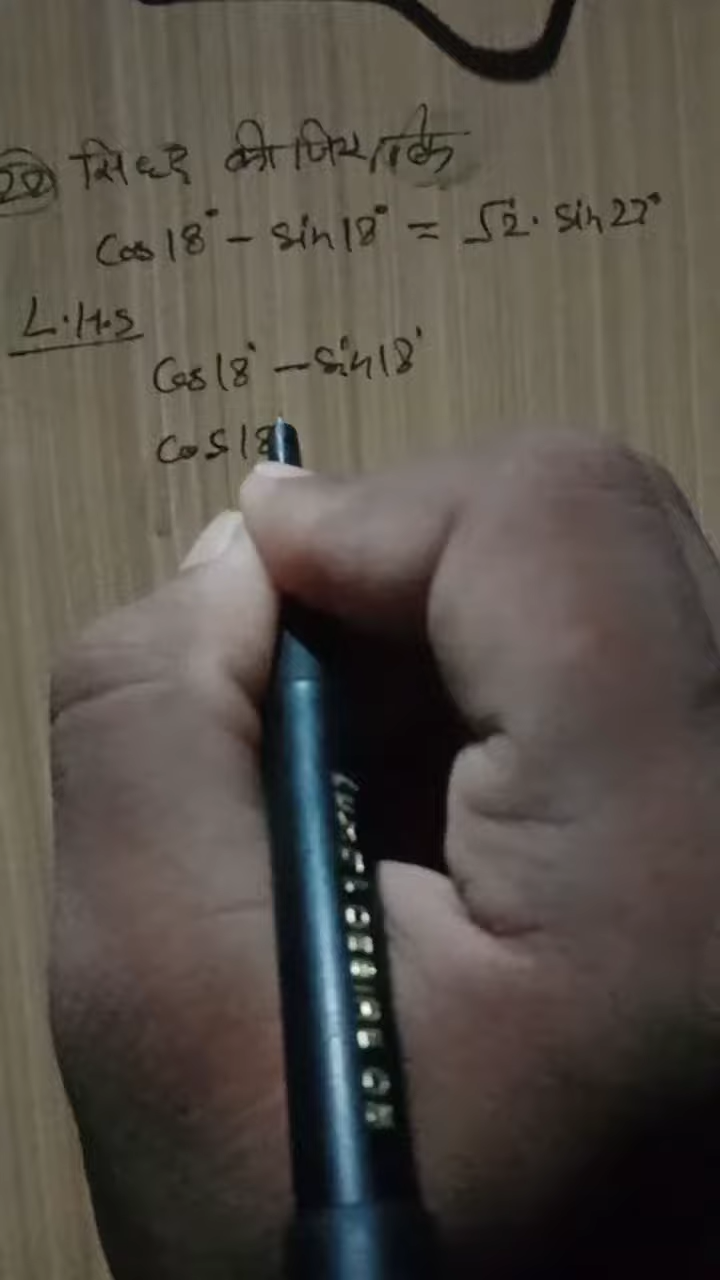 22 सिद्ध कीजिए कि
Cos 18° - sin 18° = √2 · sin 27°
L.H.S
Cos 18° - sin 18°
Cos 18